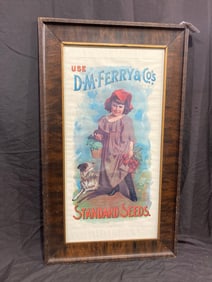 USE
D.M. FERRY & CO'S
STANDARD SEEDS.